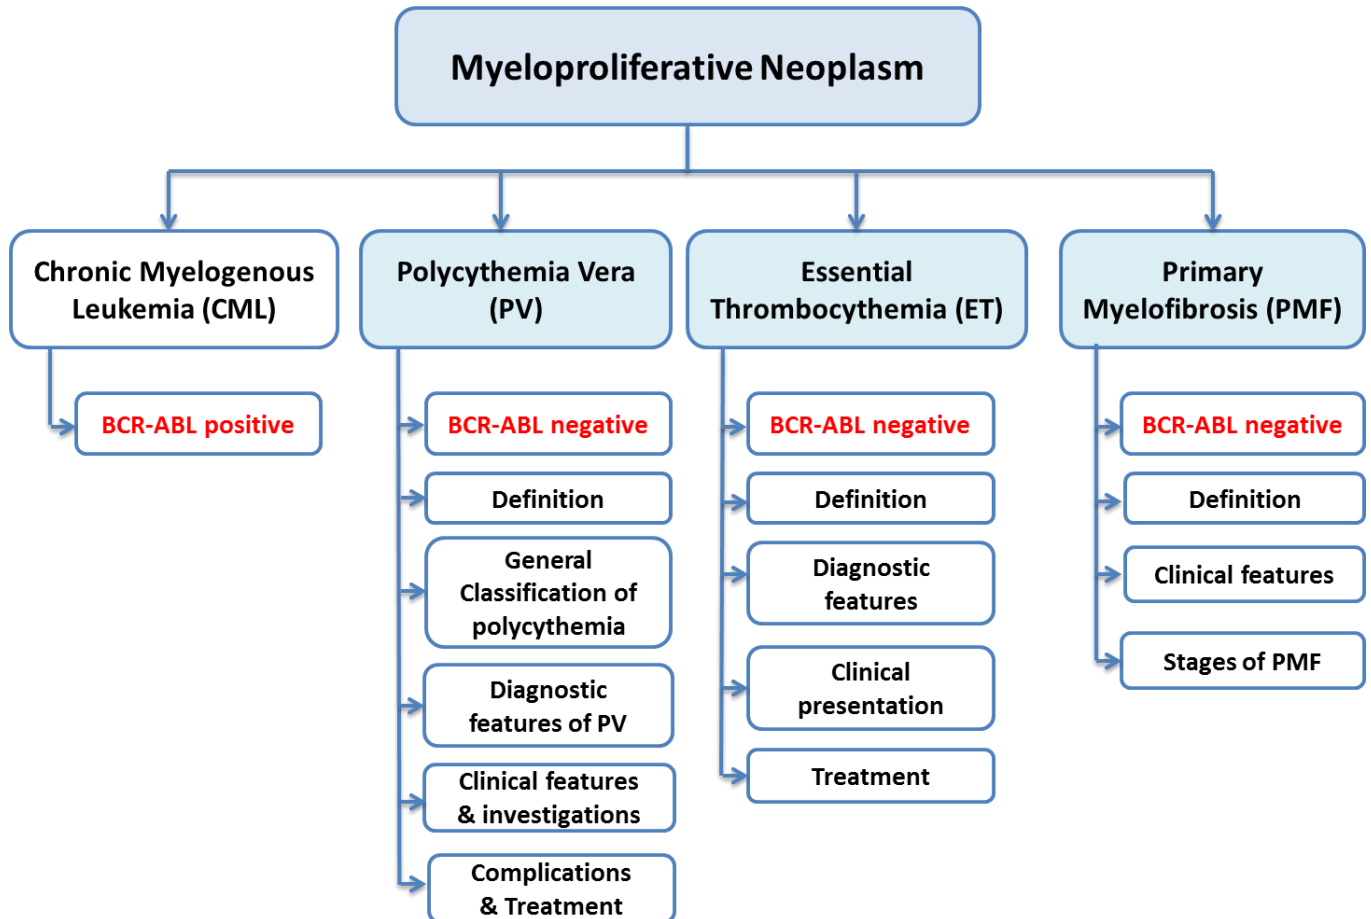 Myeloproliferative Neoplasm
Chronic Myelogenous
Leukemia (CML)
BCR-ABL positive
Polycythemia Vera
(PV)
BCR-ABL negative
Definition
General
Classification of
polycythemia
Diagnostic
features of PV
Clinical features
& investigations
Complications
& Treatment
Essential
Thrombocythemia (ET)
BCR-ABL negative
Definition
Diagnostic
features
Clinical
presentation
Treatment
Primary
Myelofibrosis (PMF)
BCR-ABL negative
Definition
Clinical features
Stages of PMF